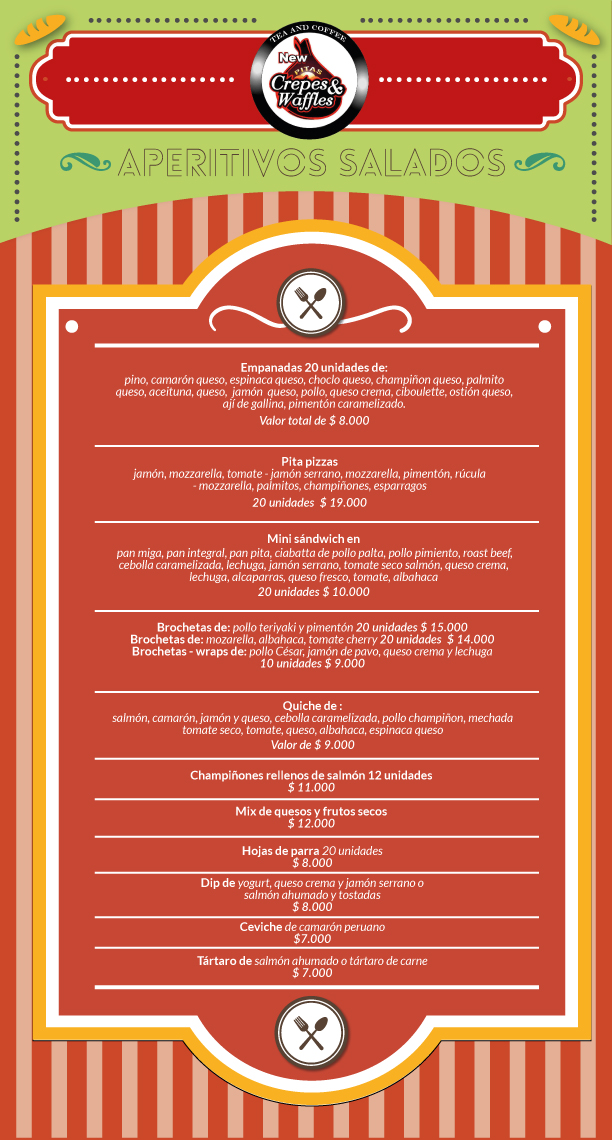 TEA AND COFFEE
New
PITAS
Crepes &
Waffles
APERITIVOS SALADOS
Empanadas 20 unidades de:
pino, camarón queso, espinaca queso, choclo queso, champiñon queso, palmito
queso, aceituna, queso, jamón queso, pollo, queso crema, ciboulette, ostión queso,
ají de gallina, pimentón caramelizado.
Valor total de $ 8.000
Pita pizzas
jamón, mozzarella, tomate - jamón serrano, mozzarella, pimentón, rúcula
- mozzarella, palmitos, champiñones, esparragos
20 unidades $ 19.000
Mini sándwich en
pan miga, pan integral, pan pita, ciabatta de pollo palta, pollo pimiento, roast beef,
cebolla caramelizada, lechuga, jamón serrano, tomate seco salmón, queso crema,
lechuga, alcaparras, queso fresco, tomate, albahaca
20 unidades $ 10.000
Brochetas de: pollo teriyaki y pimentón 20 unidades $ 15.000
Brochetas de: mozarella, albahaca, tomate cherry 20 unidades $ 14.000
Brochetas - wraps de: pollo César, jamón de pavo, queso crema y lechuga
10 unidades $ 9.000
Quiche de :
salmón, camarón, jamón y queso, cebolla caramelizada, pollo champiñon, mechada
tomate seco, tomate, queso, albahaca, espinaca queso
Valor de $ 9.000
Champiñones rellenos de salmón 12 unidades
$ 11.000
Mix de quesos y frutos secos
$ 12.000
Hojas de parra 20 unidades
$ 8.000
Dip de yogurt, queso crema y jamón serrano o
salmón ahumado y tostadas
$ 8.000
Ceviche de camarón peruano
$7.000
Tártaro de salmón ahumado o tártaro de carne
$ 7.000